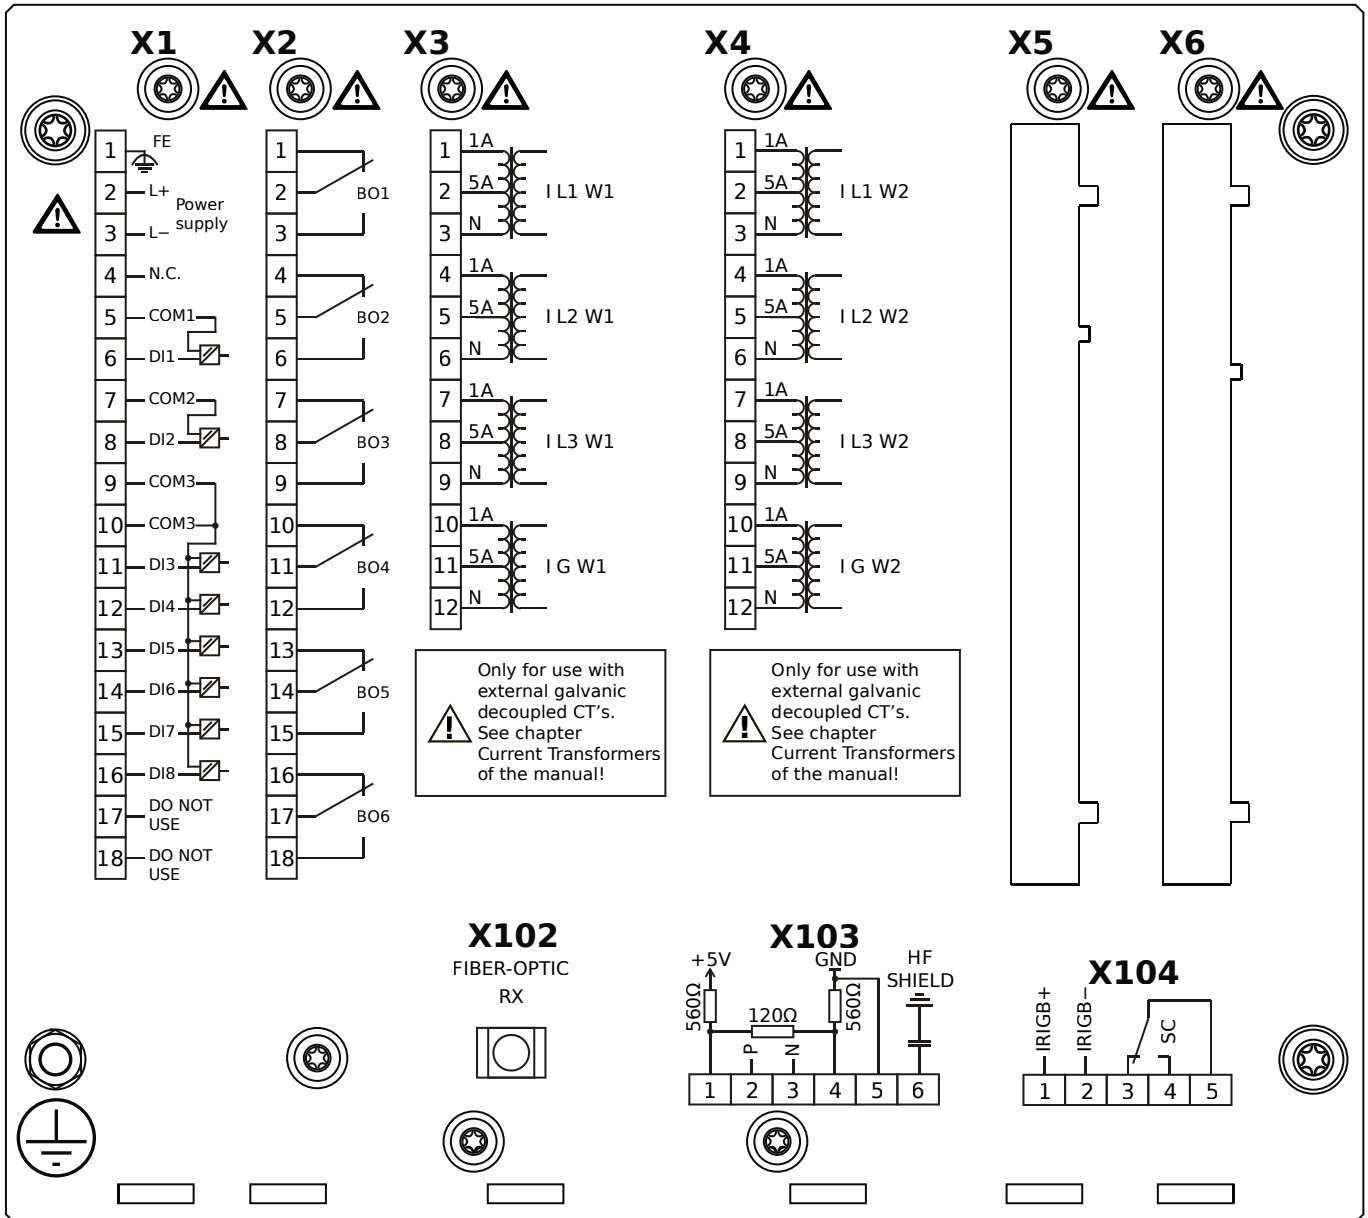 X1 X2 X3 X4 X5 X6
1 FE
2 L+
Power
supply
3 L−
4 N.C.
5 COM1
6 DI1
7 COM2
8 DI2
9 COM3
10 COM3
11 DI3
12 DI4
13 DI5
14 DI6
15 DI7
16 DI8
17 DO NOT
USE
18 DO NOT
USE
1
2 BO1
3
4
5 BO2
6
7
8 BO3
9
10
11 BO4
12
13
14 BO5
15
16
17 BO6
18
1 1A
2 5A I L1 W1
3 N
4 1A
5 5A I L2 W1
6 N
7 1A
8 5A I L3 W1
9 N
10 1A
11 5A I G W1
12 N
Only for use with
external galvanic
decoupled CT's.
See chapter
Current Transformers
of the manual!
1 1A
2 5A I L1 W2
3 N
4 1A
5 5A I L2 W2
6 N
7 1A
8 5A I L3 W2
9 N
10 1A
11 5A I G W2
12 N
Only for use with
external galvanic
decoupled CT's.
See chapter
Current Transformers
of the manual!
X102
FIBER-OPTIC
RX
X103
+5V GND HF
SHIELD
560Ω 120Ω 560Ω
P N
1 2 3 4 5 6
X104
IRIGB+ IRIGB− SC
1 2 3 4 5